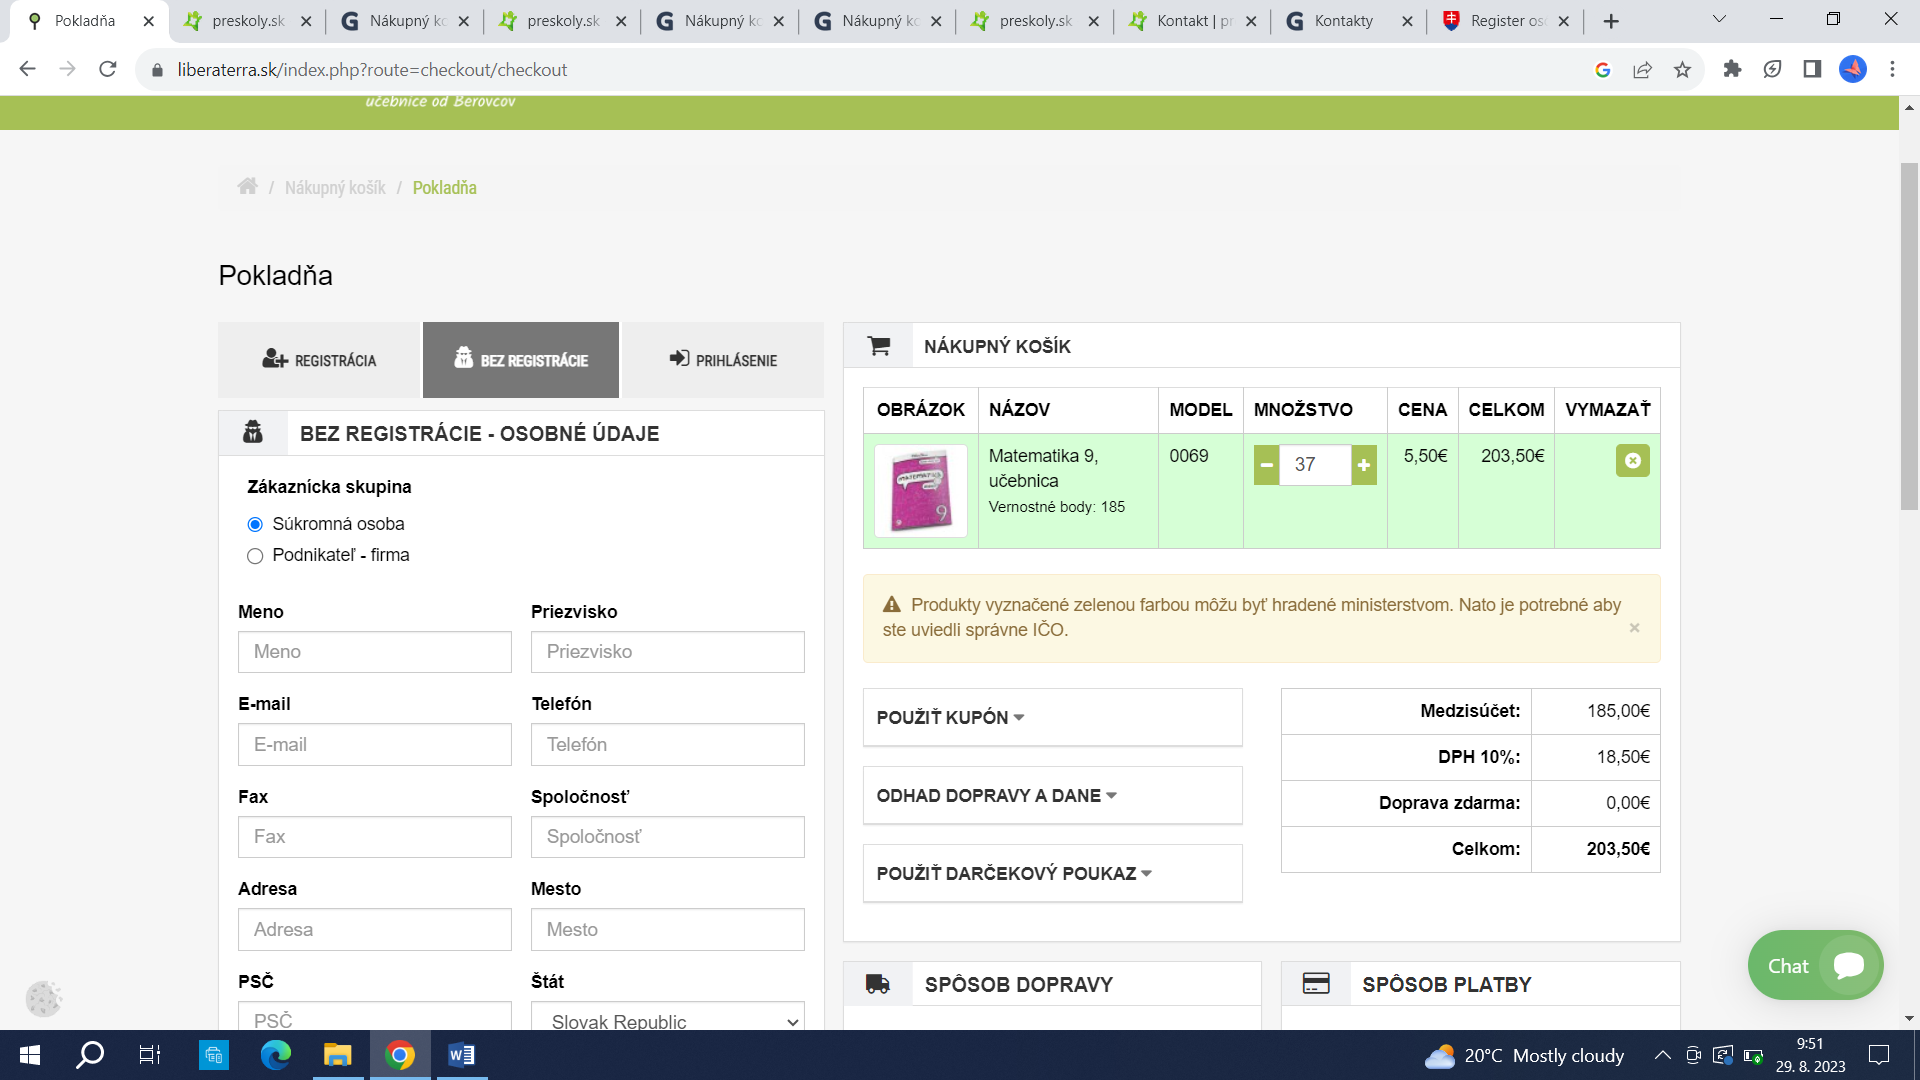 Pokladňa
preskoly.sk
Nákupný ko
preskoly.sk
Nákupný ko
Nákupný ko
preskoly.sk
Kontakt | pr
Kontakty
Register oso
liberaterra.sk/index.php?route=checkout/checkout
učebnice od Berovcov
/ Nákupný košík / Pokladňa
Pokladňa
REGISTRÁCIA
BEZ REGISTRÁCIE
PRIHLÁSENIE
BEZ REGISTRÁCIE - OSOBNÉ ÚDAJE
Zákaznícka skupina
Súkromná osoba
Podnikateľ - firma
Meno
Priezvisko
Meno
Priezvisko
E-mail
Telefón
E-mail
Telefón
Fax
Spoločnosť
Fax
Spoločnosť
Adresa
Mesto
Adresa
Mesto
PSČ
Štát
PSČ
Slovak Republic
NÁKUPNÝ KOŠÍK
OBRÁZOK NÁZOV MODEL MNOŽSTVO CENA CELKOM VYMAZAŤ
Matematika 9,
učebnica
Vernostné body: 185
0069
37
5,50€
203,50€
matematika
9
Produkty vyznačené zelenou farbou môžu byť hradené ministerstvom. Nato je potrebné aby
ste uviedli správne IČO.
POUŽIŤ KUPÓN
ODHAD DOPRAVY A DANE
POUŽIŤ DARČEKOVÝ POUKAZ
Medzisúčet: 185,00€
DPH 10%: 18,50€
Doprava zdarma: 0,00€
Celkom: 203,50€
SPÔSOB DOPRAVY
SPÔSOB PLATBY
Chat
20°C Mostly cloudy
9:51
29. 8. 2023